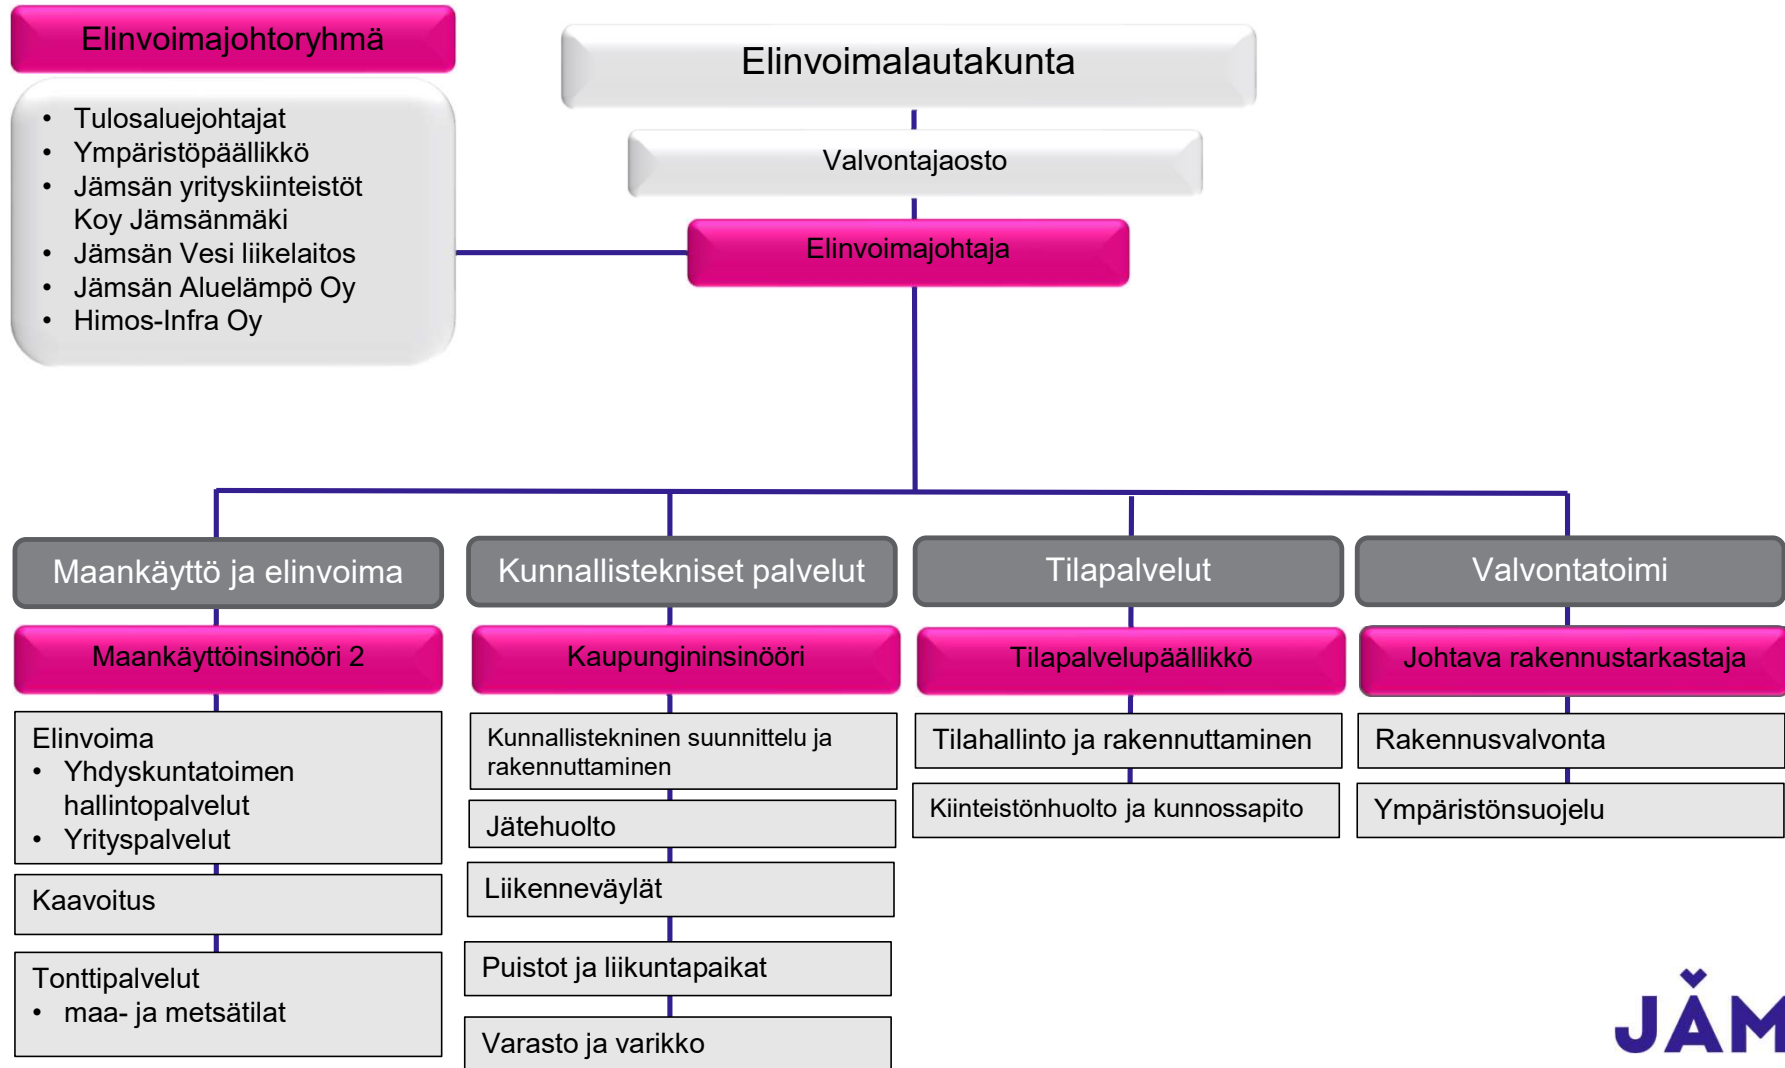 Elinvoimajohtoryhmä
• Tulosaluejohtajat
• Ympäristöpäällikkö
• Jämsän yrityskiinteistöt
Koy Jämsänmäki
• Jämsän Vesi liikelaitos
• Jämsän Aluelämpö Oy
• Himos-Infra Oy
Elinvoimalautakunta
Valvontajaosto
Elinvoimajohtaja
Maankäyttö ja elinvoima
Maankäyttöinsinööri 2
Elinvoima
• Yhdyskuntatoimen
hallintopalvelut
• Yrityspalvelut
Kaavoitus
Tonttipalvelut
• maa- ja metsätilat
Kunnallistekniset palvelut
Kaupungininsinööri
Kunnallistekninen suunnittelu ja
rakennuttaminen
Jätehuolto
Liikenneväylät
Puistot ja liikuntapaikat
Varasto ja varikko
Tilapalvelut
Tilapalvelupäällikkö
Tilahallinto ja rakennuttaminen
Kiinteistönhuolto ja kunnossapito
Valvontatoimi
Johtava rakennustarkastaja
Rakennusvalvonta
Ympäristönsuojelu
JÄM